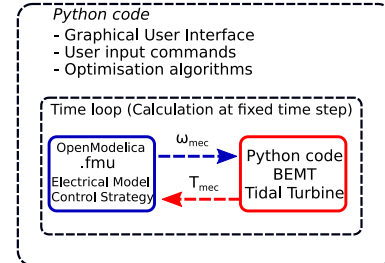 Python code
- Graphical User Interface
- User input commands
- Optimisation algorithms
Time loop (Calculation at fixed time step)
OpenModelica
.fmu
Electrical Model
Control Strategy
ωmec
Tmec
Python code
BEMT
Tidal Turbine